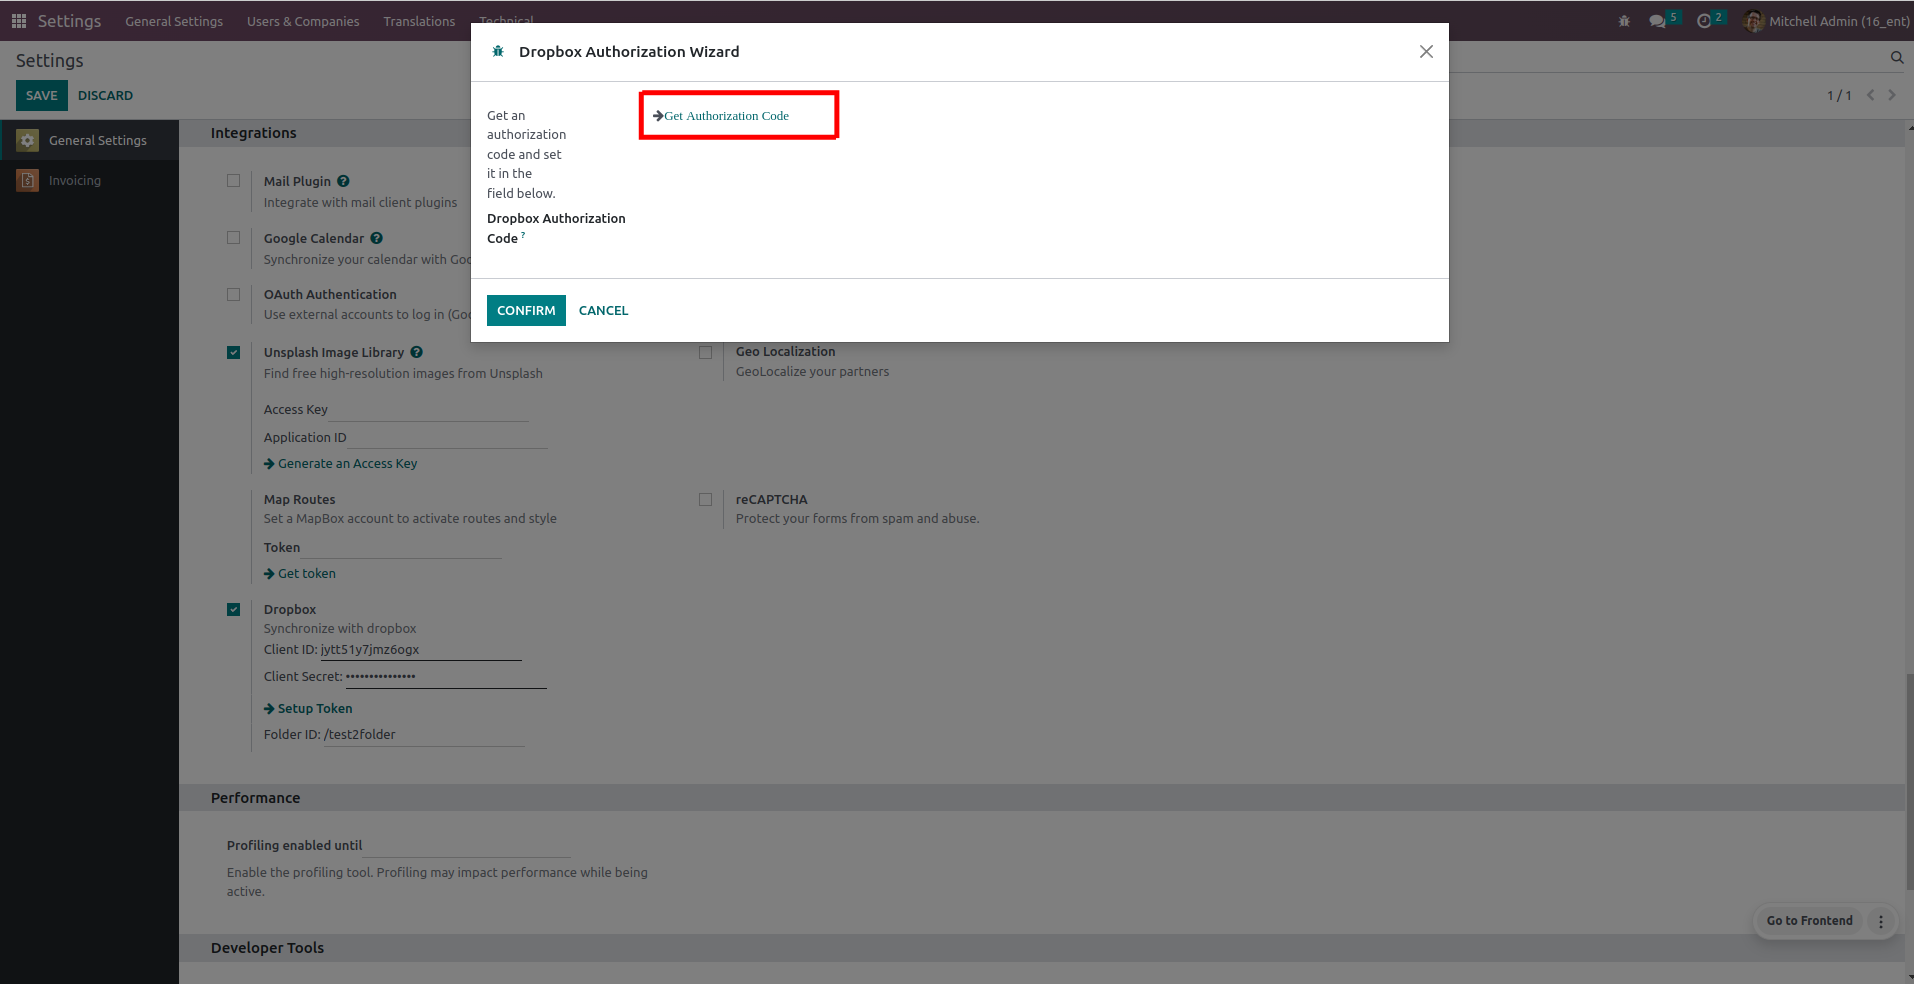 Settings General Settings Users & Companies Translations Technical 5 2 Mitchell Admin (16_ent)
Settings
SAVE DISCARD
1 / 1
General Settings
Invoicing
Dropbox Authorization Wizard
Get an
authorization
code and set
it in the
field below.
Get Authorization Code
Dropbox Authorization
Code ?
CONFIRM CANCEL
Integrations
Mail Plugin ?
Integrate with mail client plugins
Google Calendar ?
Synchronize your calendar with Goo
OAuth Authentication
Use external accounts to log in (Goo
Unsplash Image Library ?
Find free high-resolution images from Unsplash
Access Key
Application ID
Generate an Access Key
Geo Localization
GeoLocalize your partners
Map Routes
Set a MapBox account to activate routes and style
Token
Get token
reCAPTCHA
Protect your forms from spam and abuse.
Dropbox
Synchronize with dropbox
Client ID: jytt51y7jmz6ogx
Client Secret: •••••••••••••••
Setup Token
Folder ID: /test2folder
Performance
Profiling enabled until
Enable the profiling tool. Profiling may impact performance while being
active.
Go to Frontend
Developer Tools